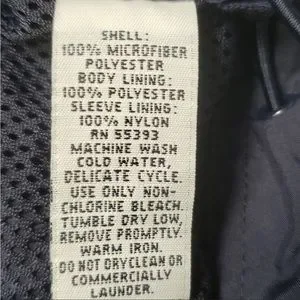 SHELL:
100% MICROFIBER
POLYESTER
BODY LINING:
100% POLYESTER
SLEEVE LINING:
100% NYLON
RN 55393
MACHINE WASH
COLD WATER,
DELICATE CYCLE.
USE ONLY NON-
CHLORINE BLEACH.
TUMBLE DRY LOW,
REMOVE PROMPTLY.
WARM IRON.
DO NOT DRYCLEAN OR
COMMERCIALLY
LAUNDER.